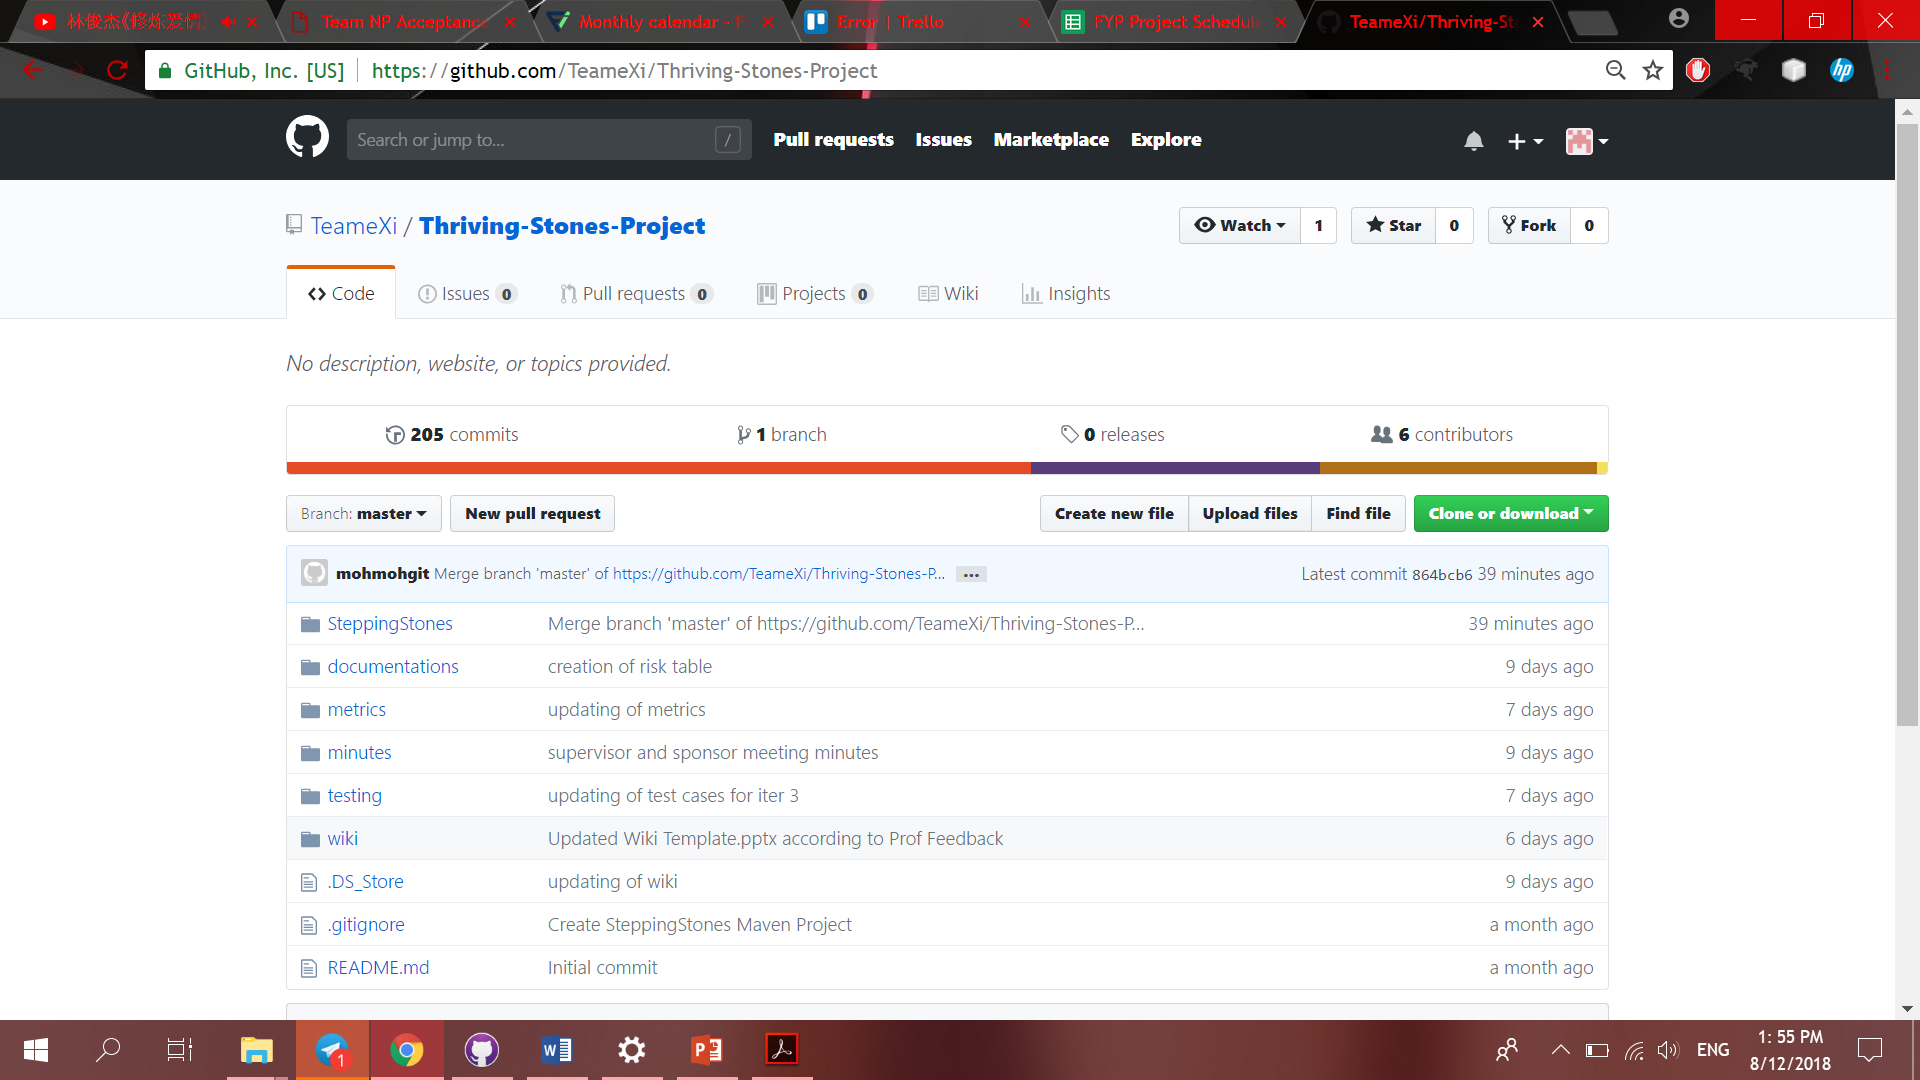 林俊杰《修炼爱情
Team NP Acceptanc
Monthly calendar - F
Error | Trello
FYP Project Schedul
TeameXi/Thriving-St
GitHub, Inc. [US] https://github.com/TeameXi/Thriving-Stones-Project
Search or jump to... / Pull requests Issues Marketplace Explore
TeameXi / Thriving-Stones-Project Watch 1 Star 0 Fork 0
Code Issues 0 Pull requests 0 Projects 0 Wiki Insights
No description, website, or topics provided.
205 commits 1 branch 0 releases 6 contributors
Branch: master New pull request Create new file Upload files Find file Clone or download
mohmohgit Merge branch 'master' of https://github.com/TeameXi/Thriving-Stones-P... ... Latest commit 864bcb6 39 minutes ago
SteppingStones Merge branch 'master' of https://github.com/TeameXi/Thriving-Stones-P... 39 minutes ago
documentations creation of risk table 9 days ago
metrics updating of metrics 7 days ago
minutes supervisor and sponsor meeting minutes 9 days ago
testing updating of test cases for iter 3 7 days ago
wiki Updated Wiki Template.pptx according to Prof Feedback 6 days ago
.DS_Store updating of wiki 9 days ago
.gitignore Create SteppingStones Maven Project a month ago
README.md Initial commit a month ago
1
ENG
1: 55 PM
8/12/2018